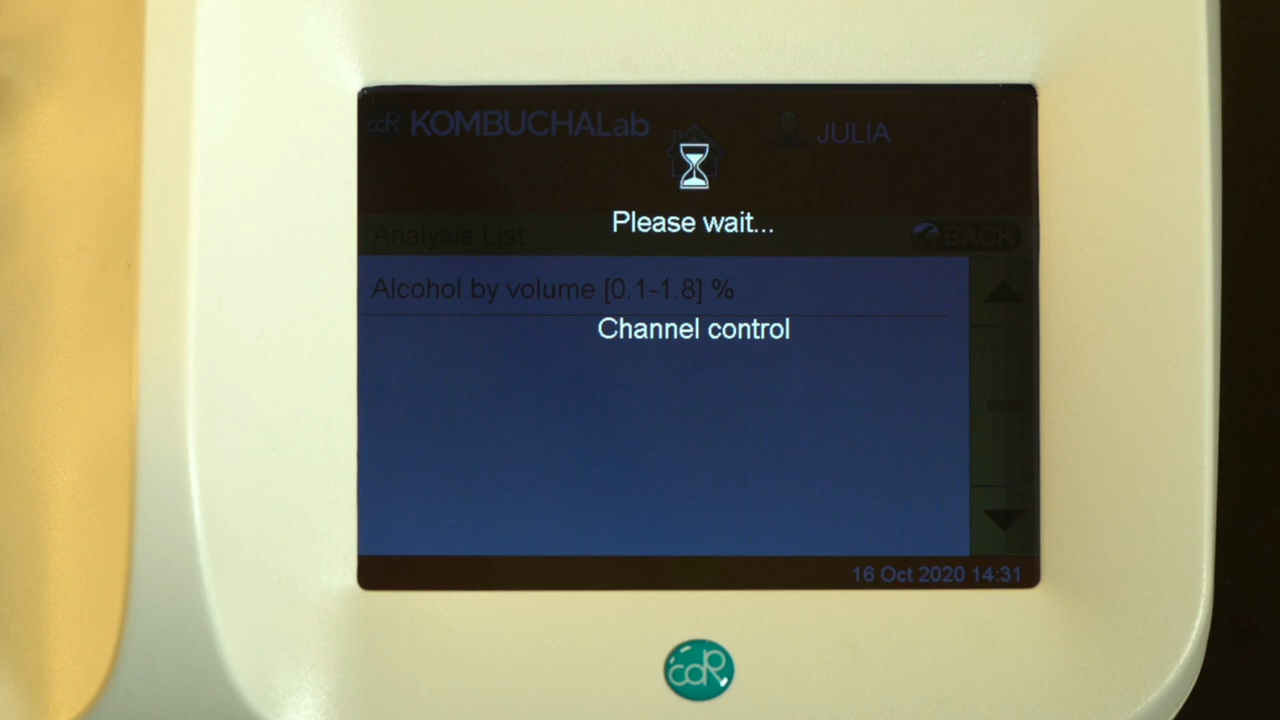 cdR KOMBUCHALab
JULIA
Please wait...
Analysis List
BACK
Alcohol by volume [0.1-1.8] %
Channel control
16 Oct 2020 14:31
cdR